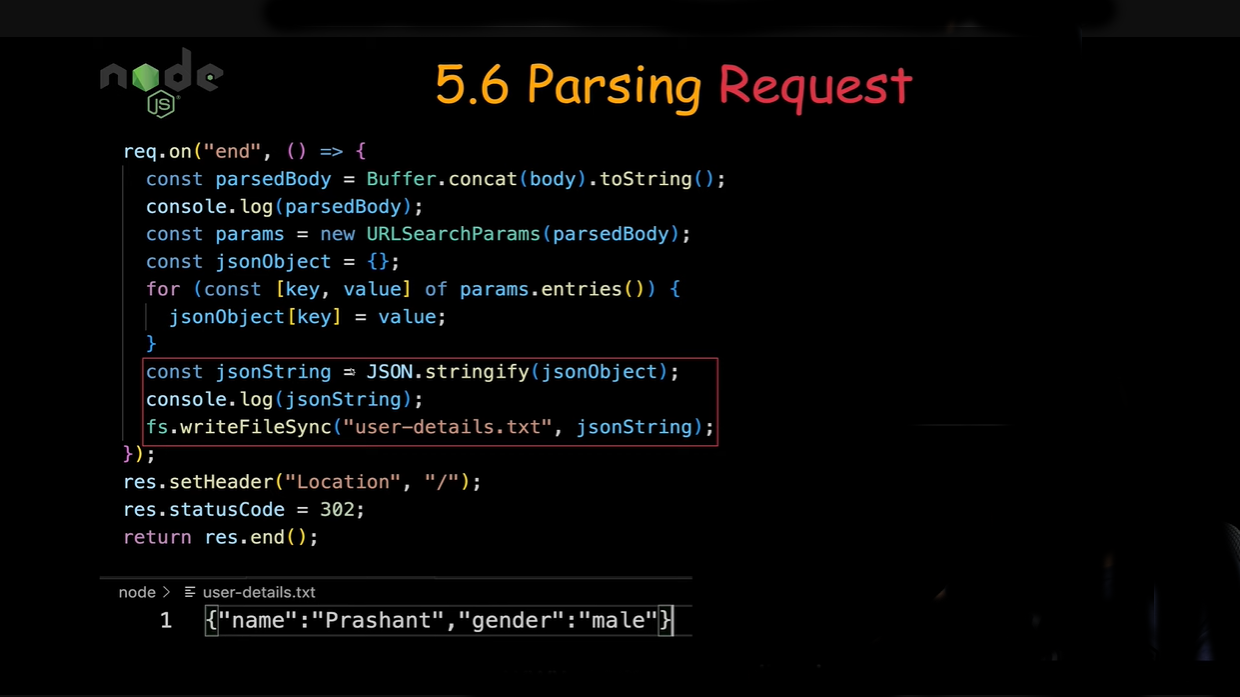 node
JS
5.6 Parsing Request
req.on("end", () => {
  const parsedBody = Buffer.concat(body).toString();
  console.log(parsedBody);
  const params = new URLSearchParams(parsedBody);
  const jsonObject = {};
  for (const [key, value] of params.entries()) {
    jsonObject[key] = value;
  }
  const jsonString = JSON.stringify(jsonObject);
  console.log(jsonString);
  fs.writeFileSync("user-details.txt", jsonString);
});
res.setHeader("Location", "/");
res.statusCode = 302;
return res.end();
node > user-details.txt
1 {"name":"Prashant","gender":"male"}